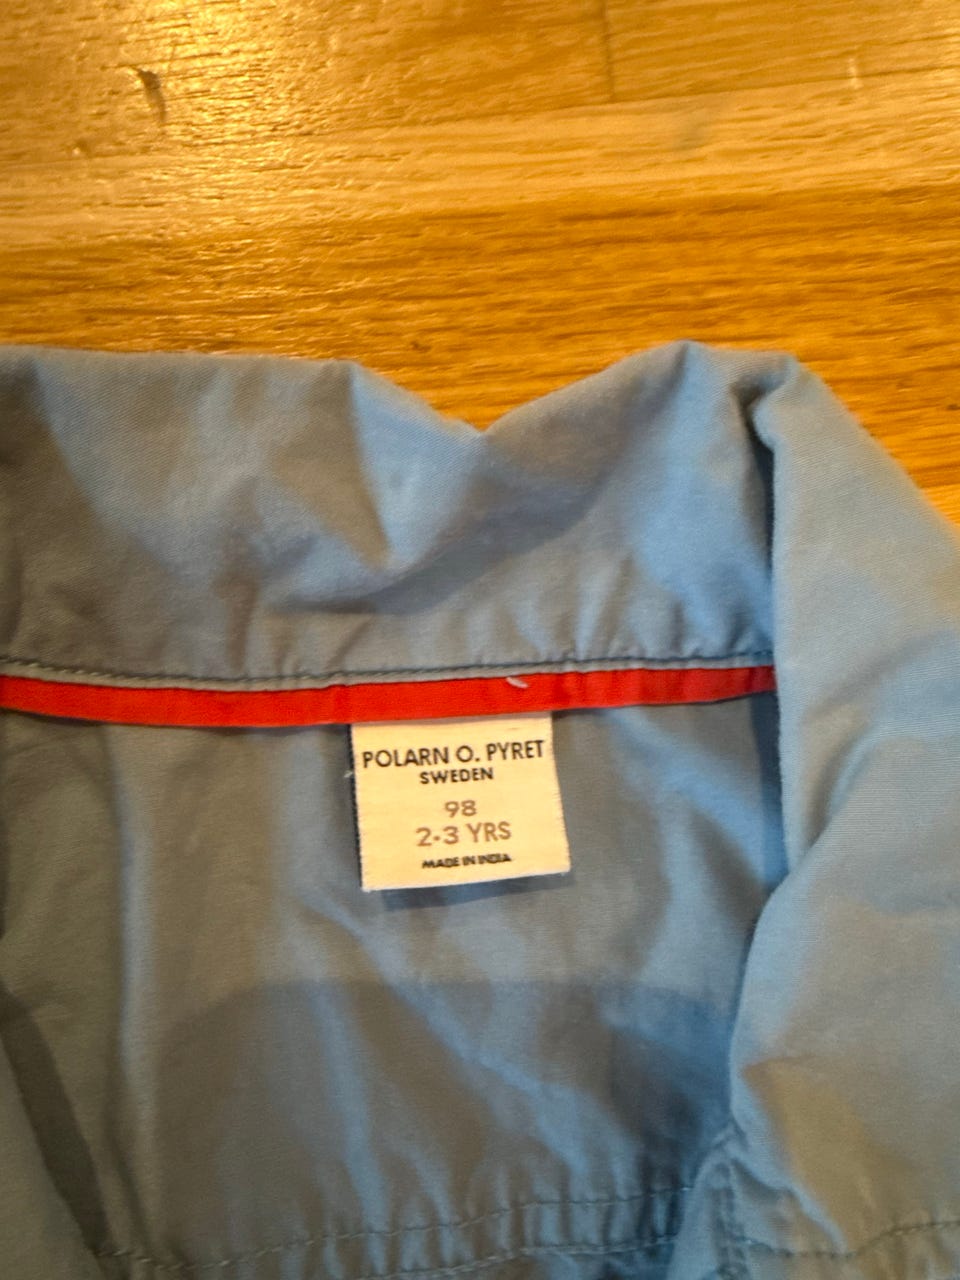 POLARN O. PYRET
SWEDEN
98
2-3 YRS
MADE IN INDIA